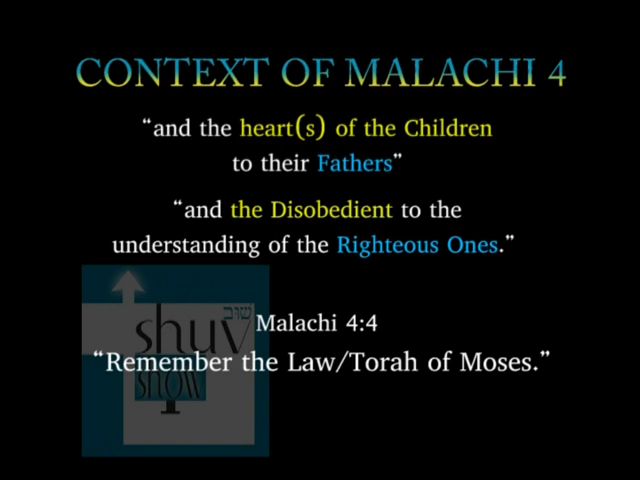 CONTEXT OF MALACHI 4
“and the heart(s) of the Children
to their Fathers”
“and the Disobedient to the
understanding of the Righteous Ones.”
שוב
shuv
Malachi 4:4
“Remember the Law/Torah of Moses.”
show